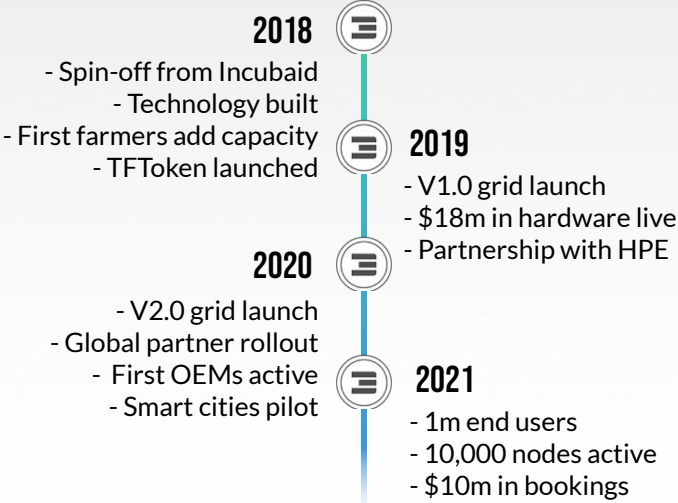 2018
- Spin-off from Incubaid
- Technology built
- First farmers add capacity
- TFToken launched
2019
- V1.0 grid launch
- $18m in hardware live
- Partnership with HPE
2020
- V2.0 grid launch
- Global partner rollout
- First OEMs active
- Smart cities pilot
2021
- 1m end users
- 10,000 nodes active
- $10m in bookings